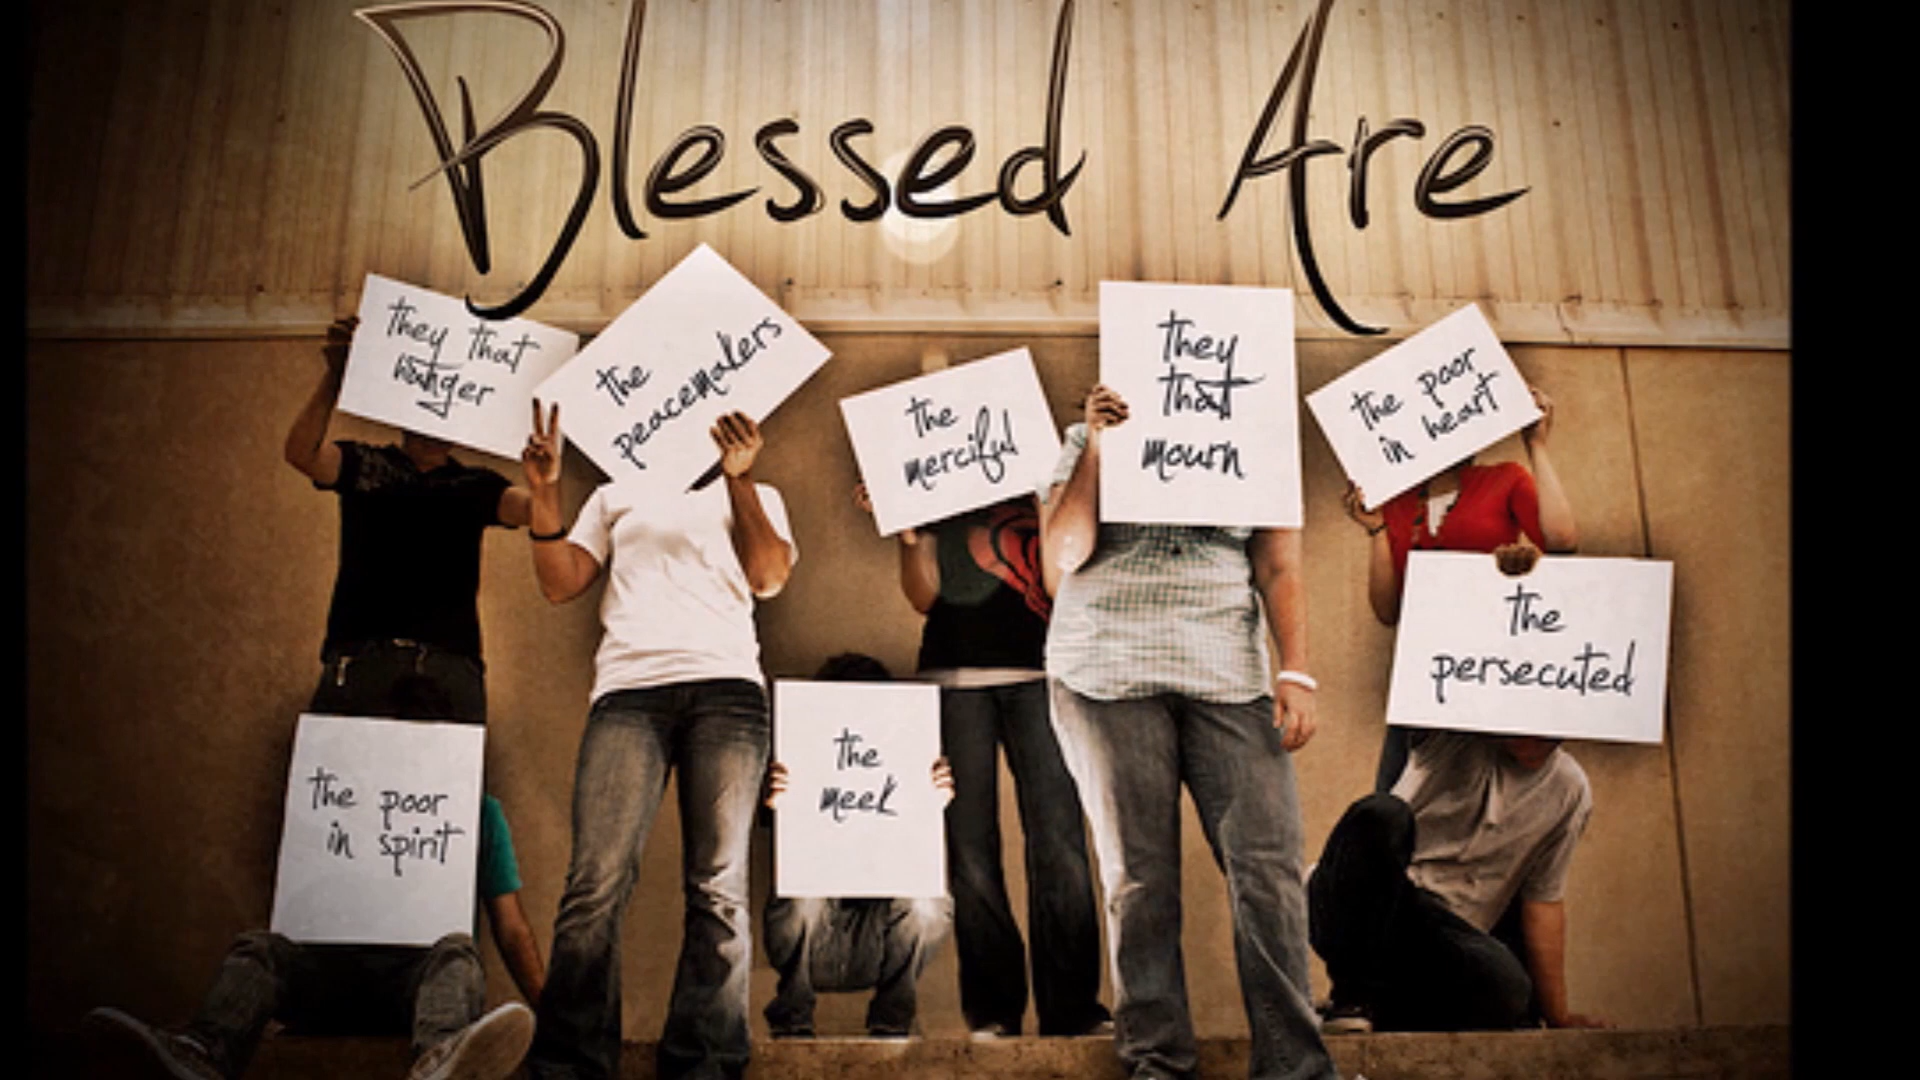 Blessed Are
they that
hunger
the
peacemakers
the
merciful
they
that
mourn
the poor
in heart
the
persecuted
the
meek
the poor
in spirit